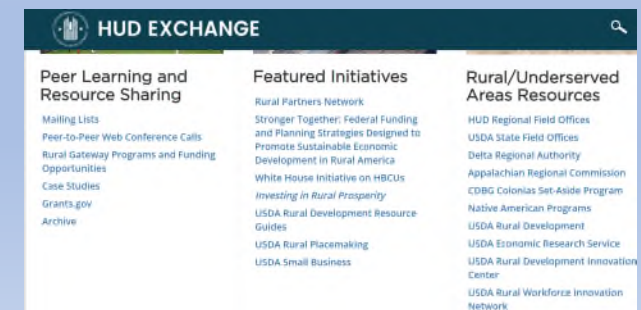 HUD EXCHANGE
Peer Learning and
Resource Sharing
Mailing Lists
Peer-to-Peer Web Conference Calls
Rural Gateway Programs and Funding
Opportunities
Case Studies
Grants.gov
Archive
Featured Initiatives
Rural Partners Network
Stronger Together: Federal Funding
and Planning Strategies Designed to
Promote Sustainable Economic
Development in Rural America
White House Initiative on HBCUs
Investing in Rural Prosperity
USDA Rural Development Resource
Guides
USDA Rural Placemaking
USDA Small Business
Rural/Underserved
Areas Resources
HUD Regional Field Offices
USDA State Field Offices
Delta Regional Authority
Appalachian Regional Commission
CDBG Colonias Set-Aside Program
Native American Programs
USDA Rural Development
USDA Economic Research Service
USDA Rural Development Innovation
Center
USDA Rural Workforce Innovation
Network